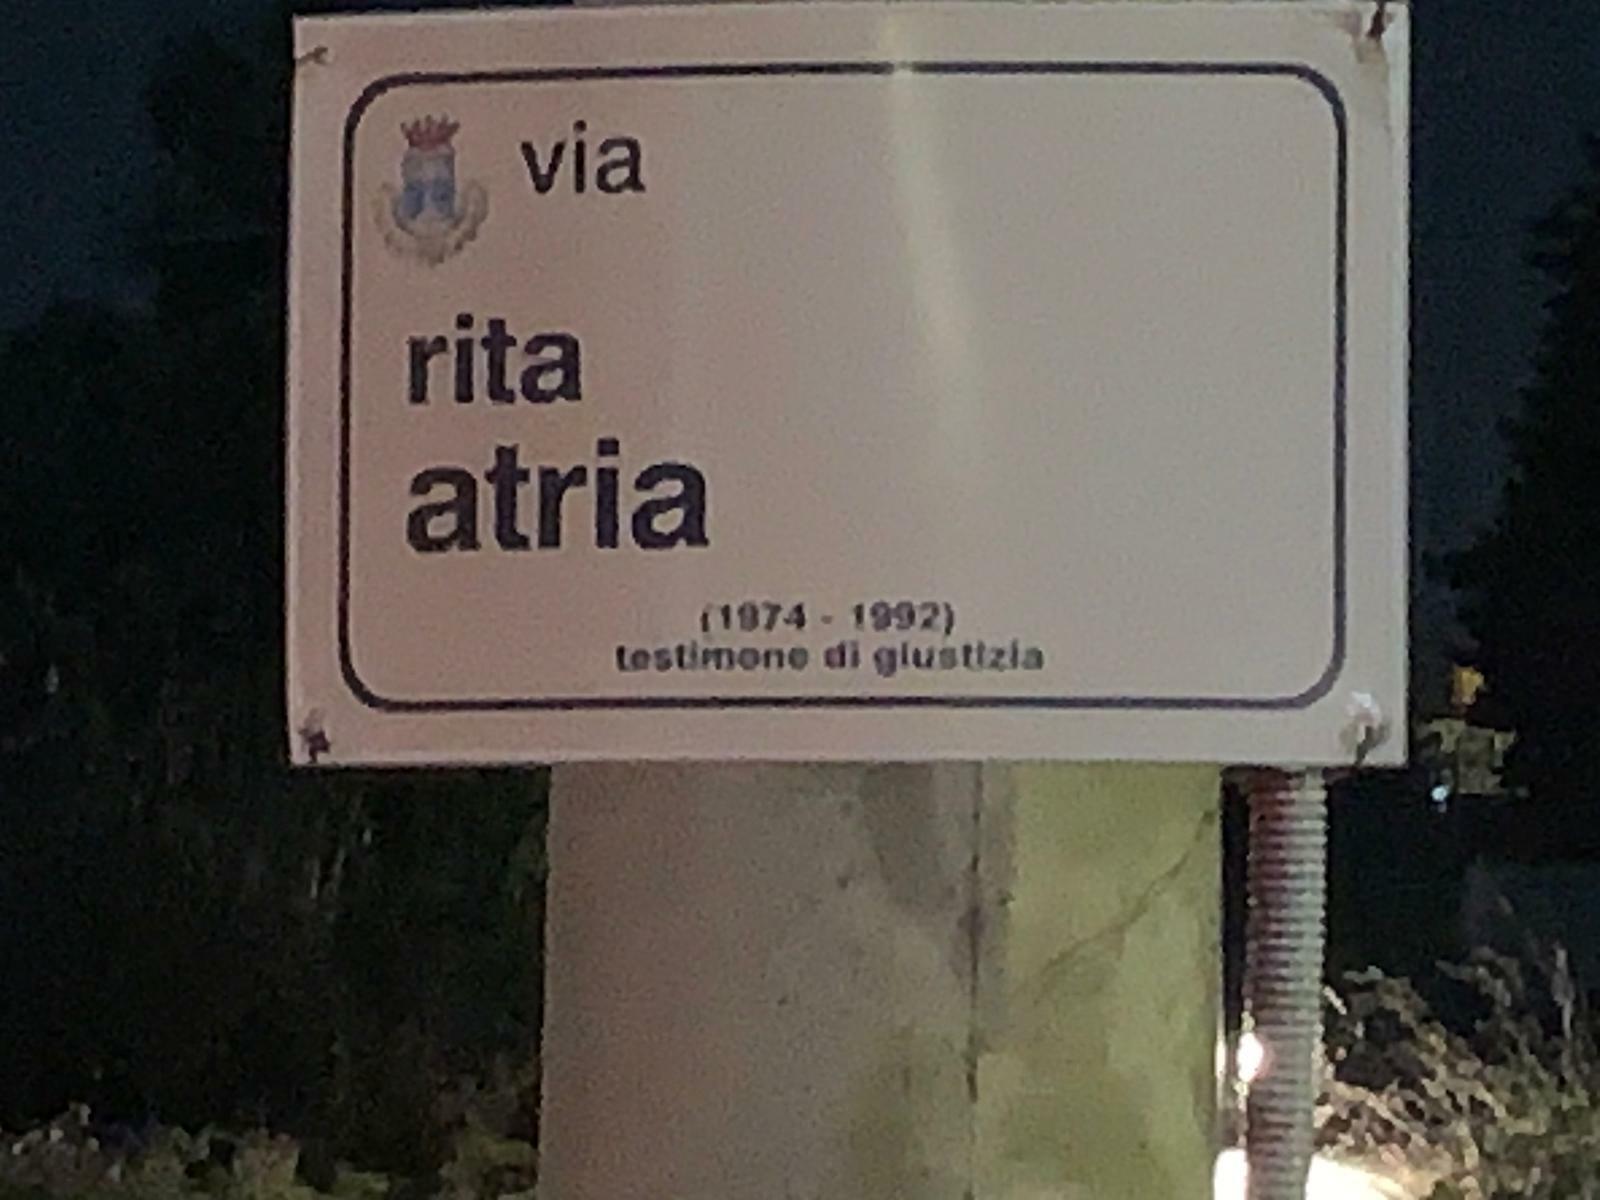 via
rita
atria
(1974 - 1992)
testimone di giustizia